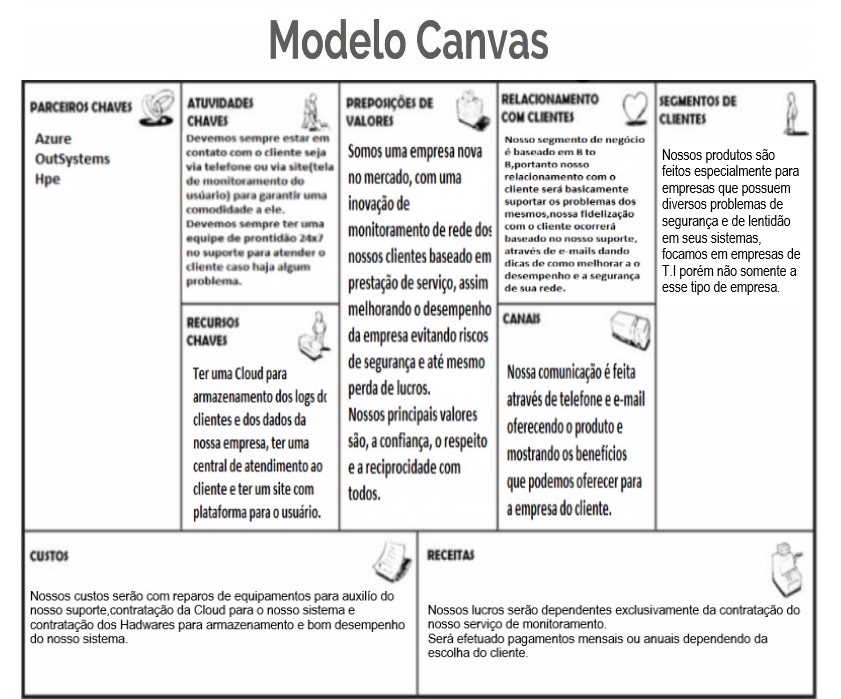 Modelo Canvas
PARCEIROS CHAVES
Azure
OutSystems
Hpe
ATUVIDADES
CHAVES
Devemos sempre estar em
contato com o cliente seja
via telefone ou via site(tela
de monitoramento do
usúario) para garantir uma
comodidade a ele.
Devemos sempre ter uma
equipe de prontidão 24x7
no suporte para atender o
cliente caso haja algum
problema.
RECURSOS
CHAVES
Ter uma Cloud para
armazenamento dos logs dc
clientes e dos dados da
nossa empresa, ter uma
central de atendimento ao
cliente e ter um site com
plataforma para o usuário.
PREPOSIÇÕES DE
VALORES
Somos uma empresa nova
no mercado, com uma
inovação de
monitoramento de rede dos
nossos clientes baseado em
prestação de serviço, assim
melhorando o desempenho
da empresa evitando riscos
de segurança e até mesmo
perda de lucros.
Nossos principais valores
são, a confiança, o respeito
e a reciprocidade com
todos.
RELACIONAMENTO
COM CLIENTES
Nosso segmento de negócio
é baseado em B to
B,portanto nosso
relacionamento com o
cliente será basicamente
suportar os problemas dos
mesmos,nossa fidelização
com o cliente ocorrerá
baseado no nosso suporte,
através de e-mails dando
dicas de como melhorar a o
desempenho e a segurança
de sua rede.
CANAIS
Nossa comunicação é feita
através de telefone e e-mail
oferecendo o produto e
mostrando os benefícios
que podemos oferecer para
a empresa do cliente.
SEGMENTOS DE
CLIENTES
Nossos produtos são
feitos especialmente para
empresas que possuem
diversos problemas de
segurança e de lentidão
em seus sistemas,
focamos em empresas de
T.I porém não somente a
esse tipo de empresa.
CUSTOS
Nossos custos serão com reparos de equipamentos para auxilío do
nosso suporte,contratação da Cloud para o nosso sistema e
contratação dos Hadwares para armazenamento e bom desempenho
do nosso sistema.
RECEITAS
Nossos lucros serão dependentes exclusivamente da contratação do
nosso serviço de monitoramento.
Será efetuado pagamentos mensais ou anuais dependendo da
escolha do cliente.